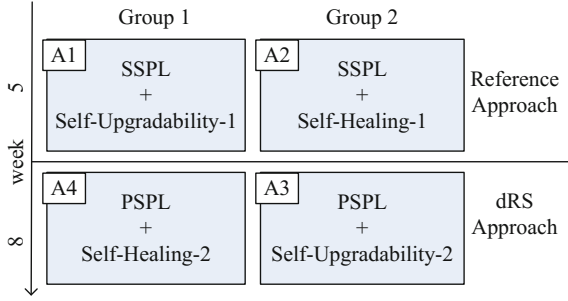 Group 1 Group 2
A1 A2
SSPL SSPL
+ +
Self-Upgradability-1 Self-Healing-1
Reference
Approach
5
week
A4 A3
PSPL PSPL
+ +
Self-Healing-2 Self-Upgradability-2
dRS
Approach
8